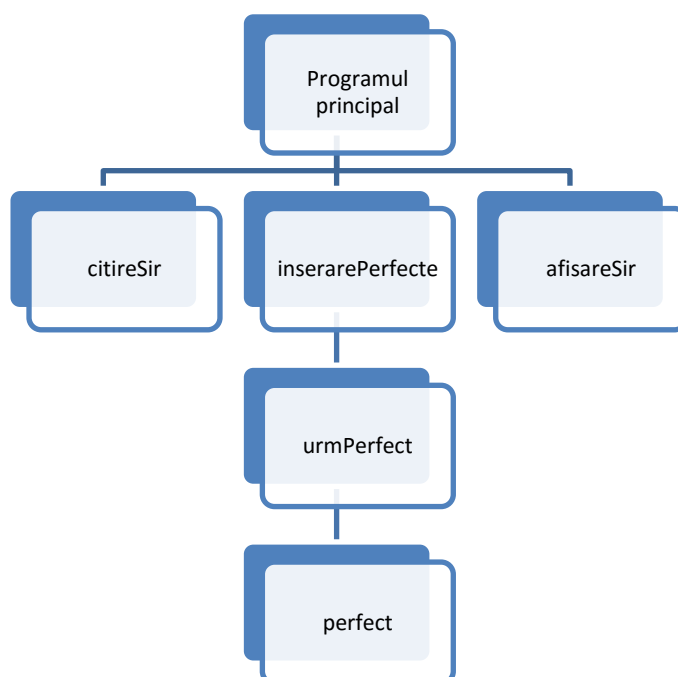 Programul
principal
citireSir
inserarePerfecte
afisareSir
urmPerfect
perfect